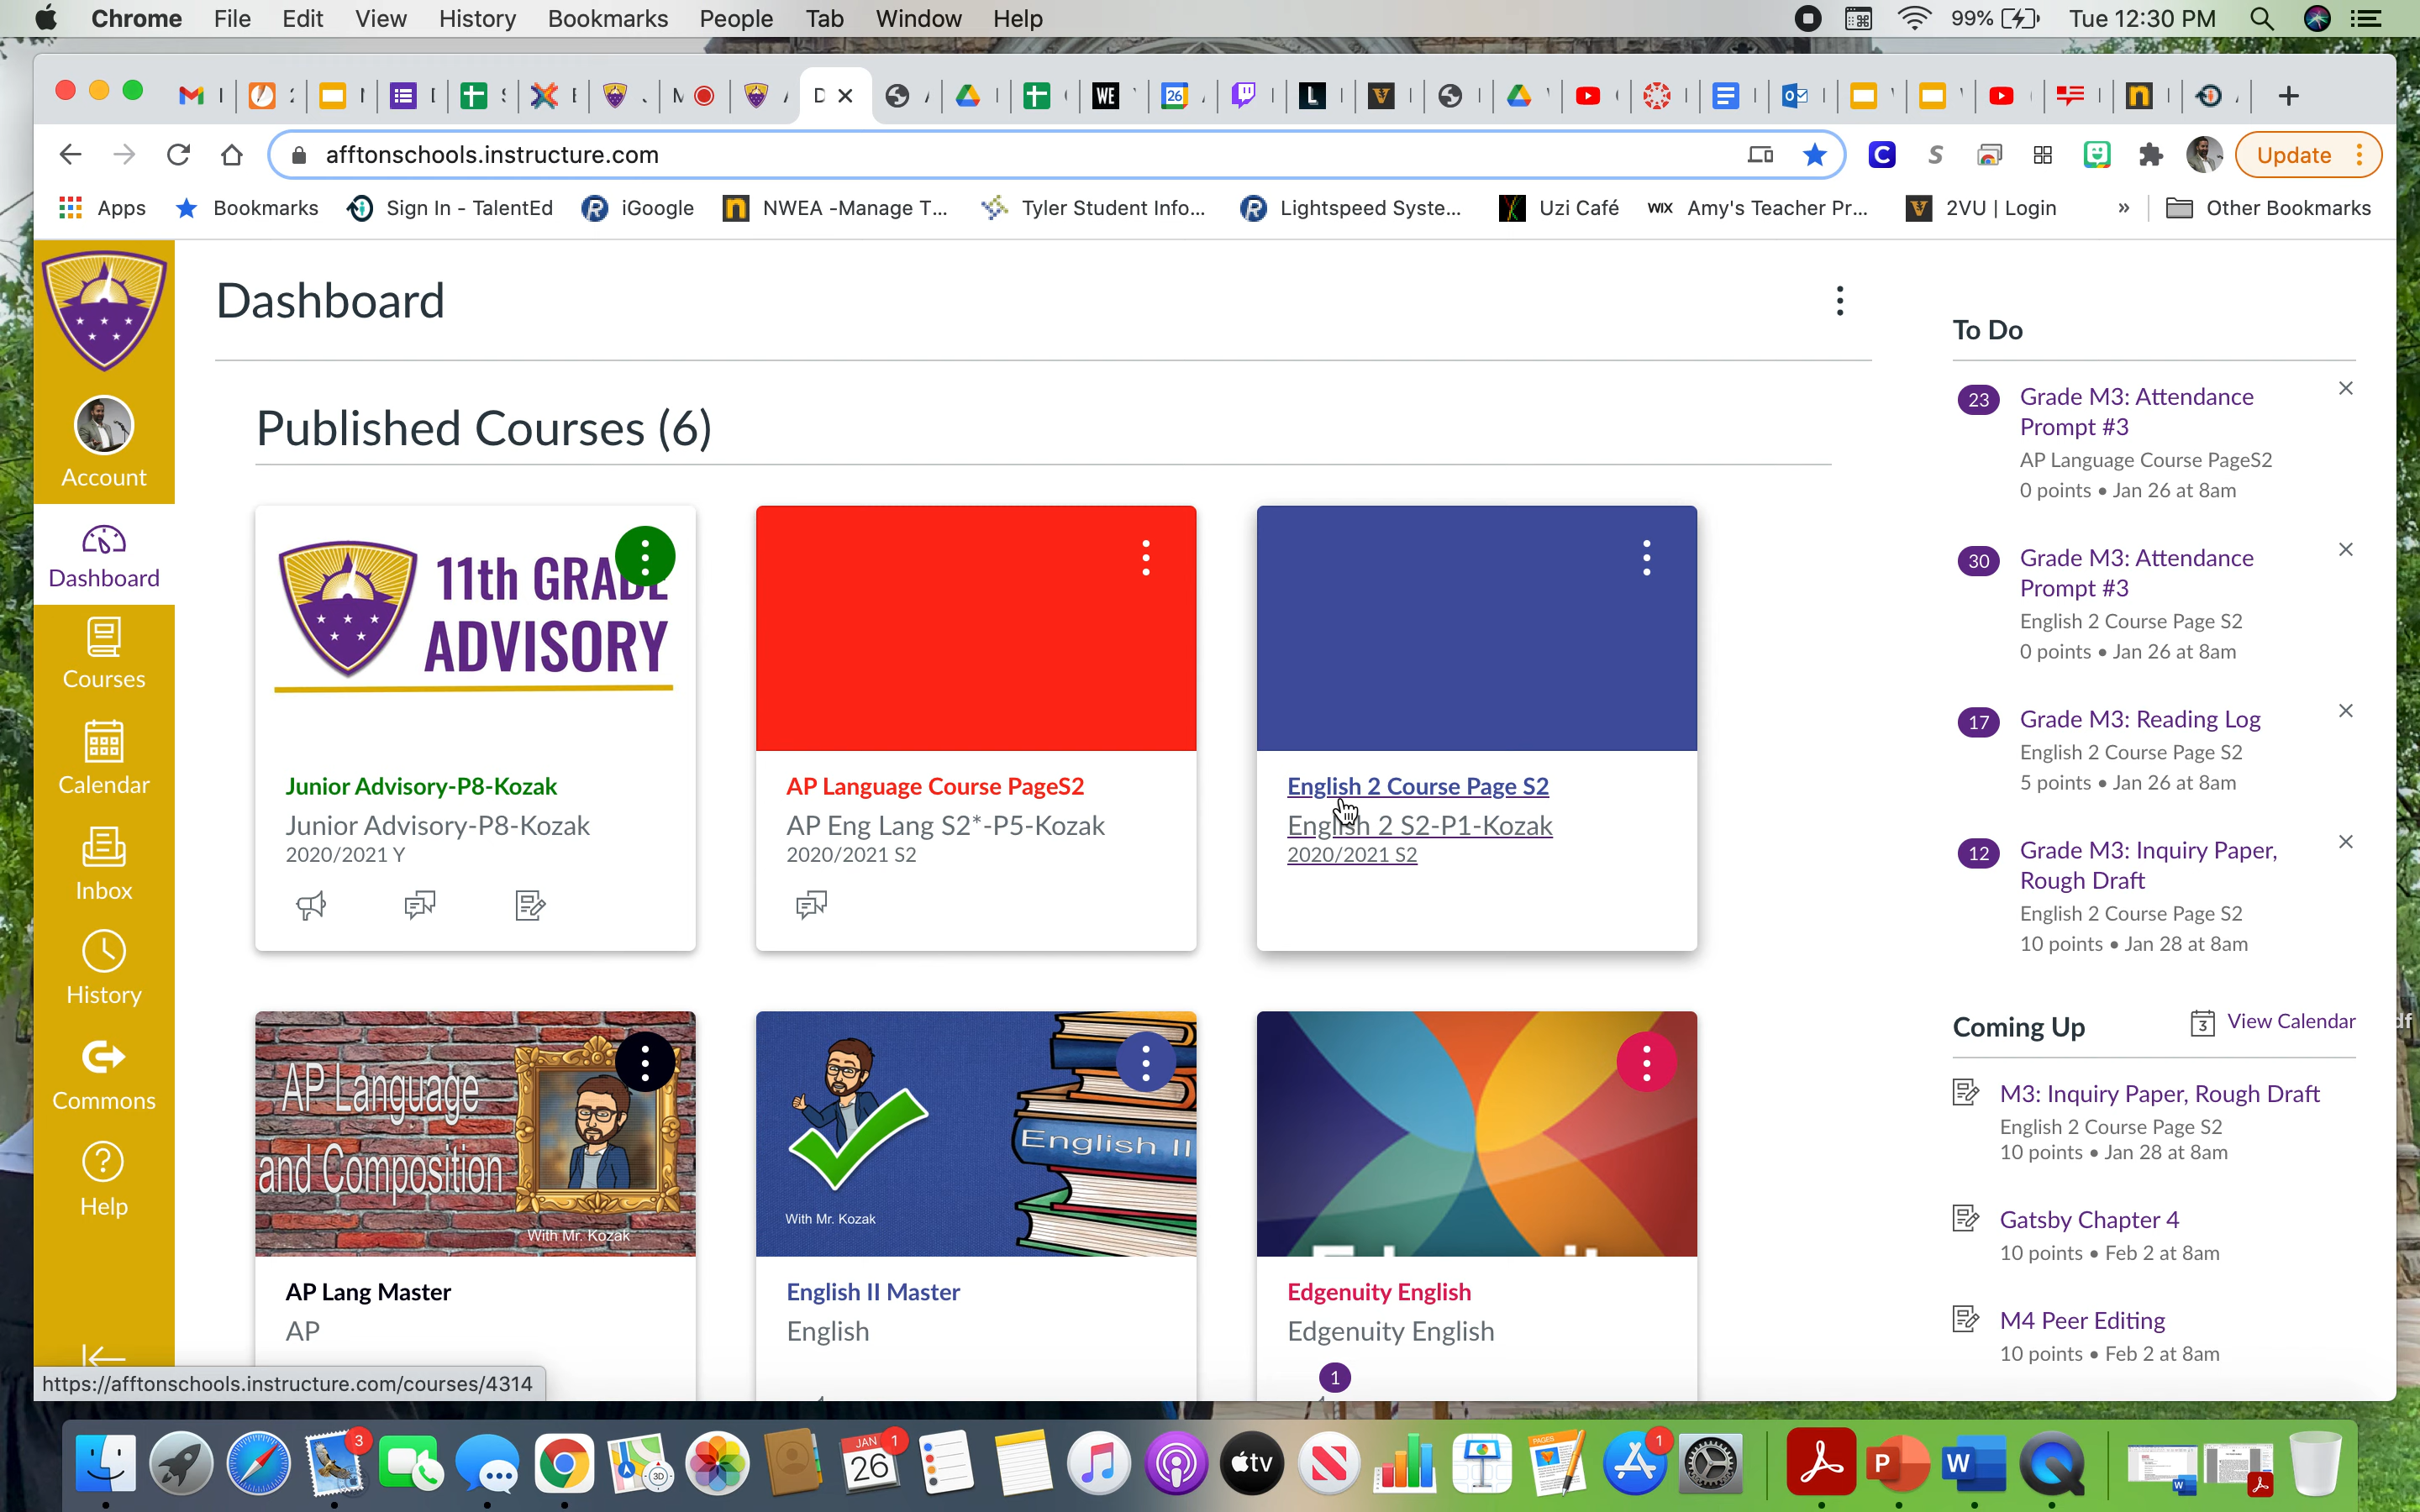 Chrome File Edit View History Bookmarks People Tab Window Help 99% Tue 12:30 PM
afftonschools.instructure.com
Update
Apps Bookmarks Sign In - TalentEd iGoogle NWEA -Manage T... Tyler Student Info... Lightspeed Syste... Uzi Café WIX Amy's Teacher Pr... 2VU | Login » Other Bookmarks
Dashboard
Account
Dashboard
Courses
Calendar
Inbox
History
Commons
Help
Published Courses (6)
11th GRADE
ADVISORY
Junior Advisory-P8-Kozak
Junior Advisory-P8-Kozak
2020/2021 Y
AP Language Course PageS2
AP Eng Lang S2*-P5-Kozak
2020/2021 S2
English 2 Course Page S2
English 2 S2-P1-Kozak
2020/2021 S2
AP Language
and Composition
With Mr. Kozak
AP Lang Master
AP
English II
With Mr. Kozak
English II Master
English
Edgenuity English
Edgenuity English
1
To Do
23 Grade M3: Attendance
Prompt #3
AP Language Course PageS2
0 points • Jan 26 at 8am
30 Grade M3: Attendance
Prompt #3
English 2 Course Page S2
0 points • Jan 26 at 8am
17 Grade M3: Reading Log
English 2 Course Page S2
5 points • Jan 26 at 8am
12 Grade M3: Inquiry Paper,
Rough Draft
English 2 Course Page S2
10 points • Jan 28 at 8am
Coming Up 3 View Calendar
M3: Inquiry Paper, Rough Draft
English 2 Course Page S2
10 points • Jan 28 at 8am
Gatsby Chapter 4
10 points • Feb 2 at 8am
M4 Peer Editing
10 points • Feb 2 at 8am
https://afftonschools.instructure.com/courses/4314
3 3D JAN 26 1 tv PAGES 1 P W